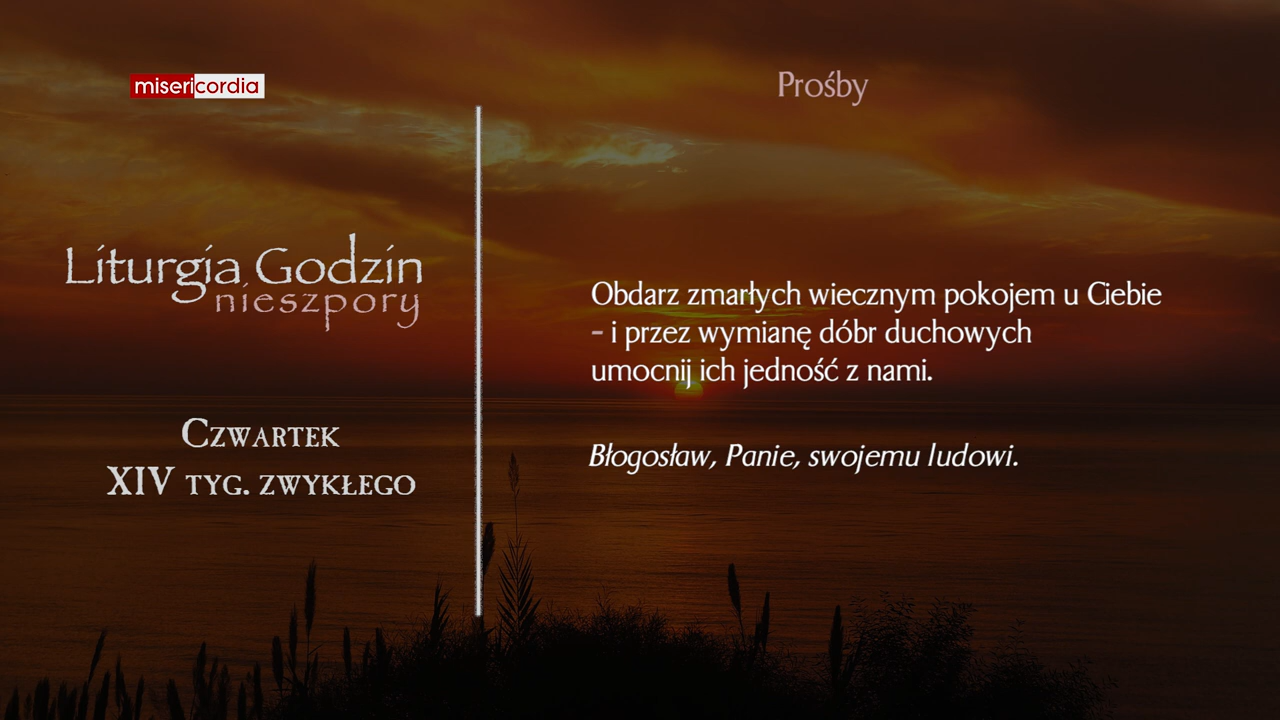 misericordia
Prośby
Liturgia Godzin
nieszpory
Czwartek
XIV tyg. zwykłego
Obdarz zmarłych wiecznym pokojem u Ciebie
- i przez wymianę dóbr duchowych
umocnij ich jedność z nami.
Błogosław, Panie, swojemu ludowi.